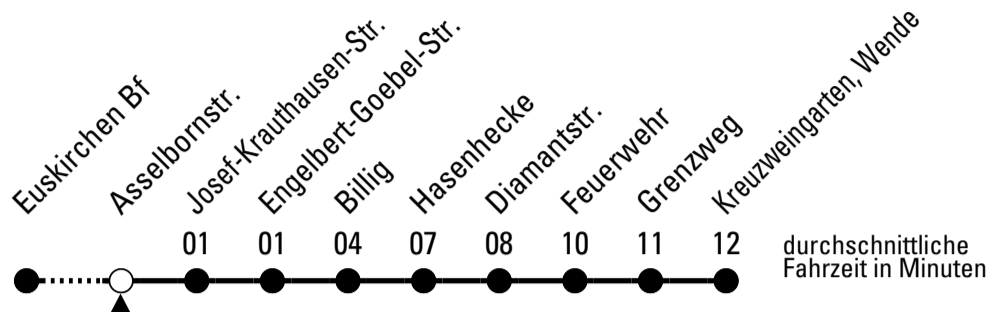 Euskirchen Bf
Asselbornstr.
Josef-Krauthausen-Str.
Engelbert-Goebel-Str.
Billig
Hasenhecke
Diamantstr.
Feuerwehr
Grenzweg
Kreuzweingarten, Wende
01 01 04 07 08 10 11 12
durchschnittliche
Fahrzeit in Minuten